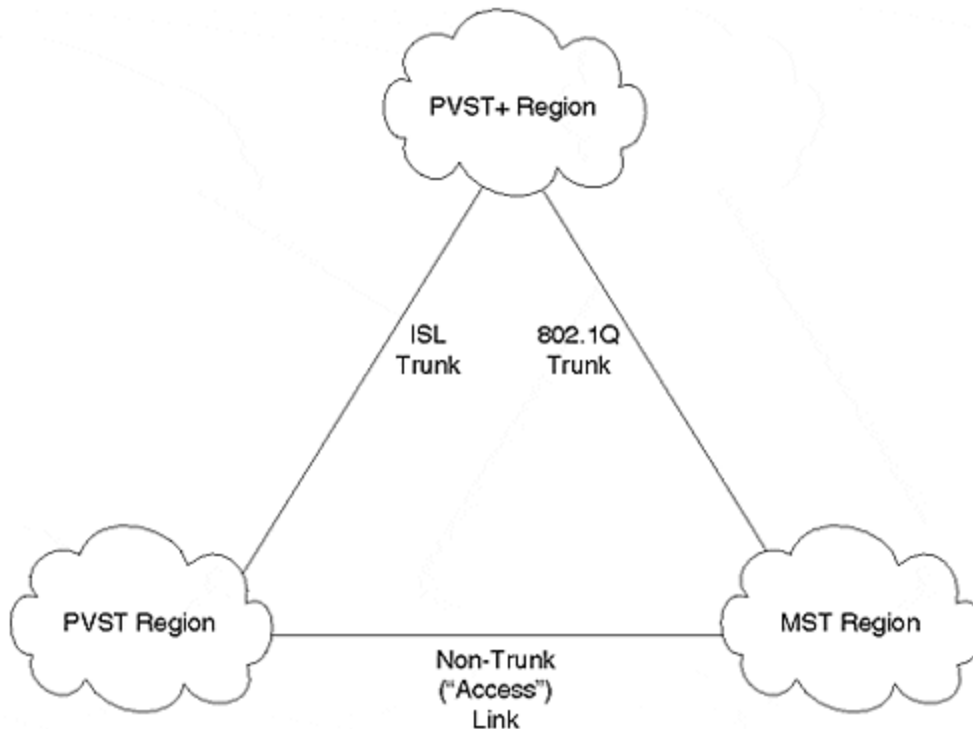 PVST+ Region
ISL
Trunk
802.1Q
Trunk
PVST Region
MST Region
Non-Trunk
(“Access”)
Link